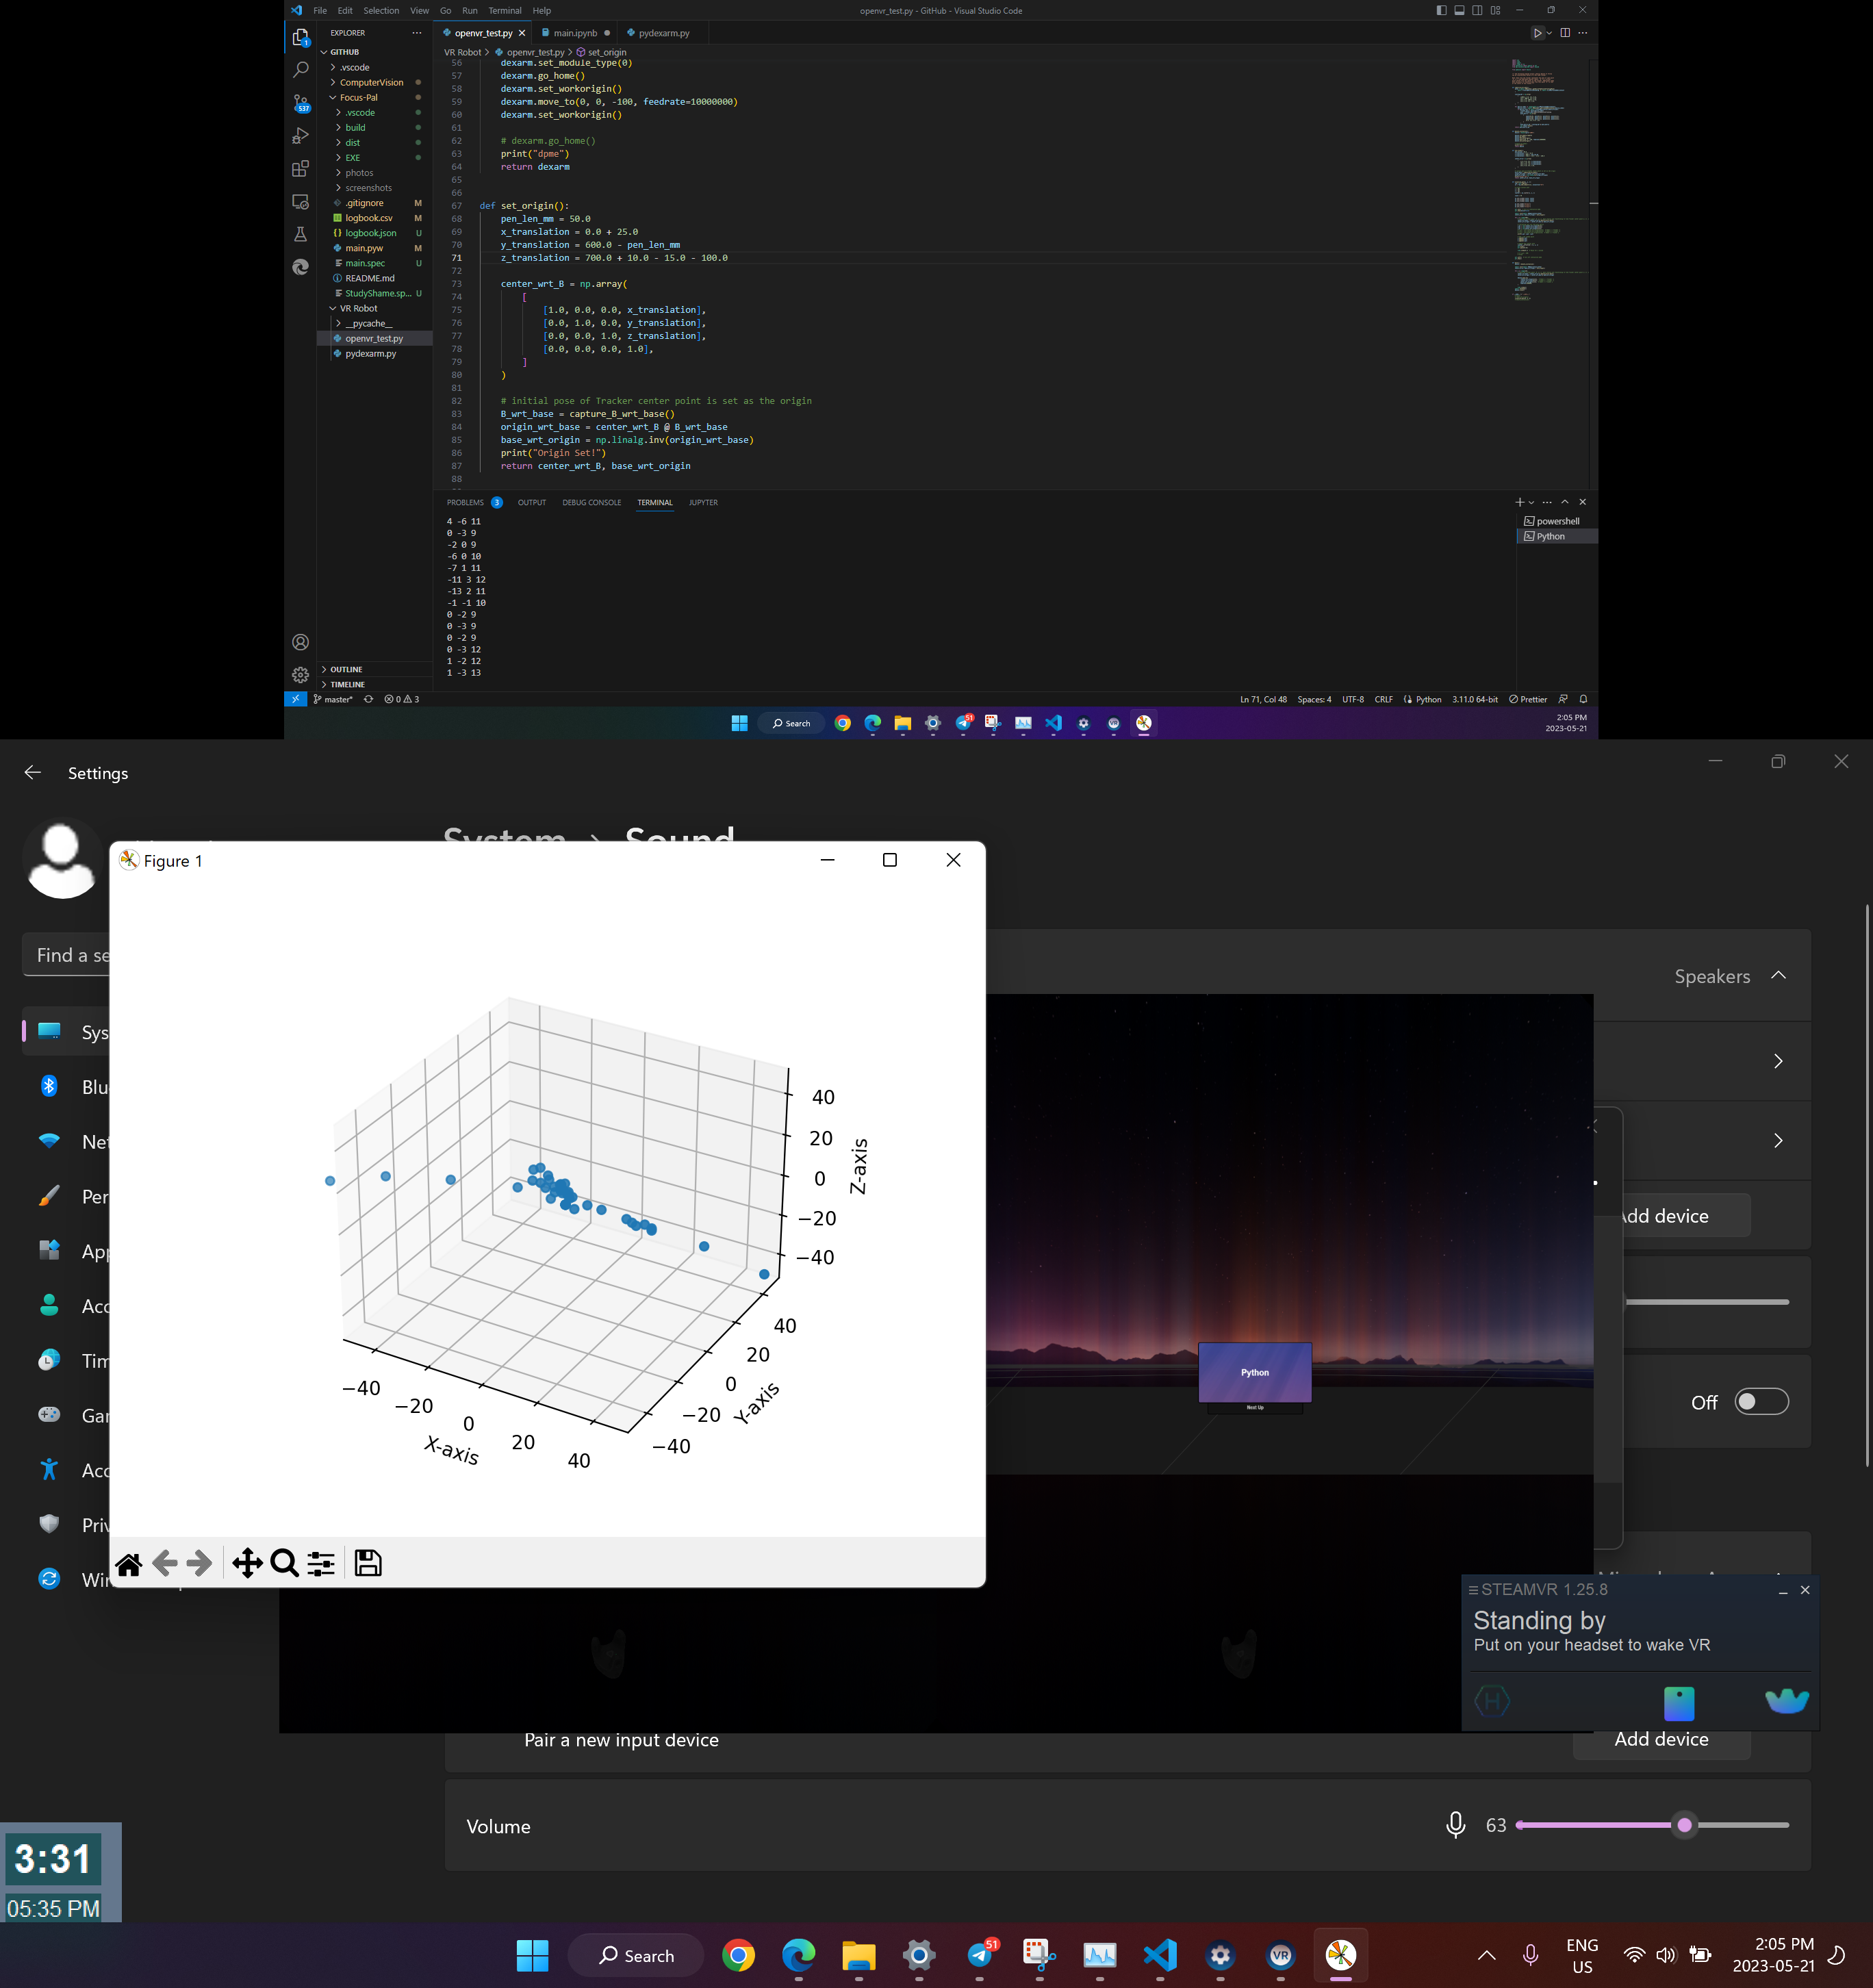 File Edit Selection View Go Run Terminal Help
openvr_test.py - GitHub - Visual Studio Code
EXPLORER
GITHUB
.vscode
ComputerVision
Focus-Pal
.vscode
build
dist
EXE
photos
screenshots
.gitignore M
logbook.csv M
logbook.json U
main.pyw M
main.spec U
README.md
StudyShame.sp... U
VR Robot
__pycache__
openvr_test.py
pydexarm.py
OUTLINE
TIMELINE
1
537
openvr_test.py main.ipynb pydexarm.py
VR Robot > openvr_test.py > set_origin
56 dexarm.set_module_type(0)
57 dexarm.go_home()
58 dexarm.set_workorigin()
59 dexarm.move_to(0, 0, -100, feedrate=10000000)
60 dexarm.set_workorigin()
61
62 # dexarm.go_home()
63 print("dpme")
64 return dexarm
65
66
67 def set_origin():
68 pen_len_mm = 50.0
69 x_translation = 0.0 + 25.0
70 y_translation = 600.0 - pen_len_mm
71 z_translation = 700.0 + 10.0 - 15.0 - 100.0
72
73 center_wrt_B = np.array(
74 [
75 [1.0, 0.0, 0.0, x_translation],
76 [0.0, 1.0, 0.0, y_translation],
77 [0.0, 0.0, 1.0, z_translation],
78 [0.0, 0.0, 0.0, 1.0],
79 ]
80 )
81
82 # initial pose of Tracker center point is set as the origin
83 B_wrt_base = capture_B_wrt_base()
84 origin_wrt_base = center_wrt_B @ B_wrt_base
85 base_wrt_origin = np.linalg.inv(origin_wrt_base)
86 print("Origin Set!")
87 return center_wrt_B, base_wrt_origin
88
PROBLEMS 3 OUTPUT DEBUG CONSOLE TERMINAL JUPYTER
4 -6 11
0 -3 9
-2 0 9
-6 0 10
-7 1 11
-11 3 12
-13 2 11
-1 -1 10
0 -2 9
0 -3 9
0 -2 9
0 -3 12
1 -2 12
1 -3 13
powershell
Python
master* 0 3
Ln 71, Col 48 Spaces: 4 UTF-8 CRLF Python 3.11.0 64-bit Prettier
Search
51
2:05 PM
2023-05-21
Settings
System > Sound
Find a se
Sys
Blu
Net
Per
App
Acc
Tim
Gar
Acc
Priv
Win
Figure 1
40
20
0
−20
−40
Z-axis
40
20
0
−20
−40
Y-axis
−40
−20
0
20
40
X-axis
Speakers
Add device
Off
Python
Next Up
STEAMVR 1.25.8
Standing by
Put on your headset to wake VR
Pair a new input device
Add device
Volume
63
3:31
05:35 PM
Search
51
VR
ENG
US
2:05 PM
2023-05-21